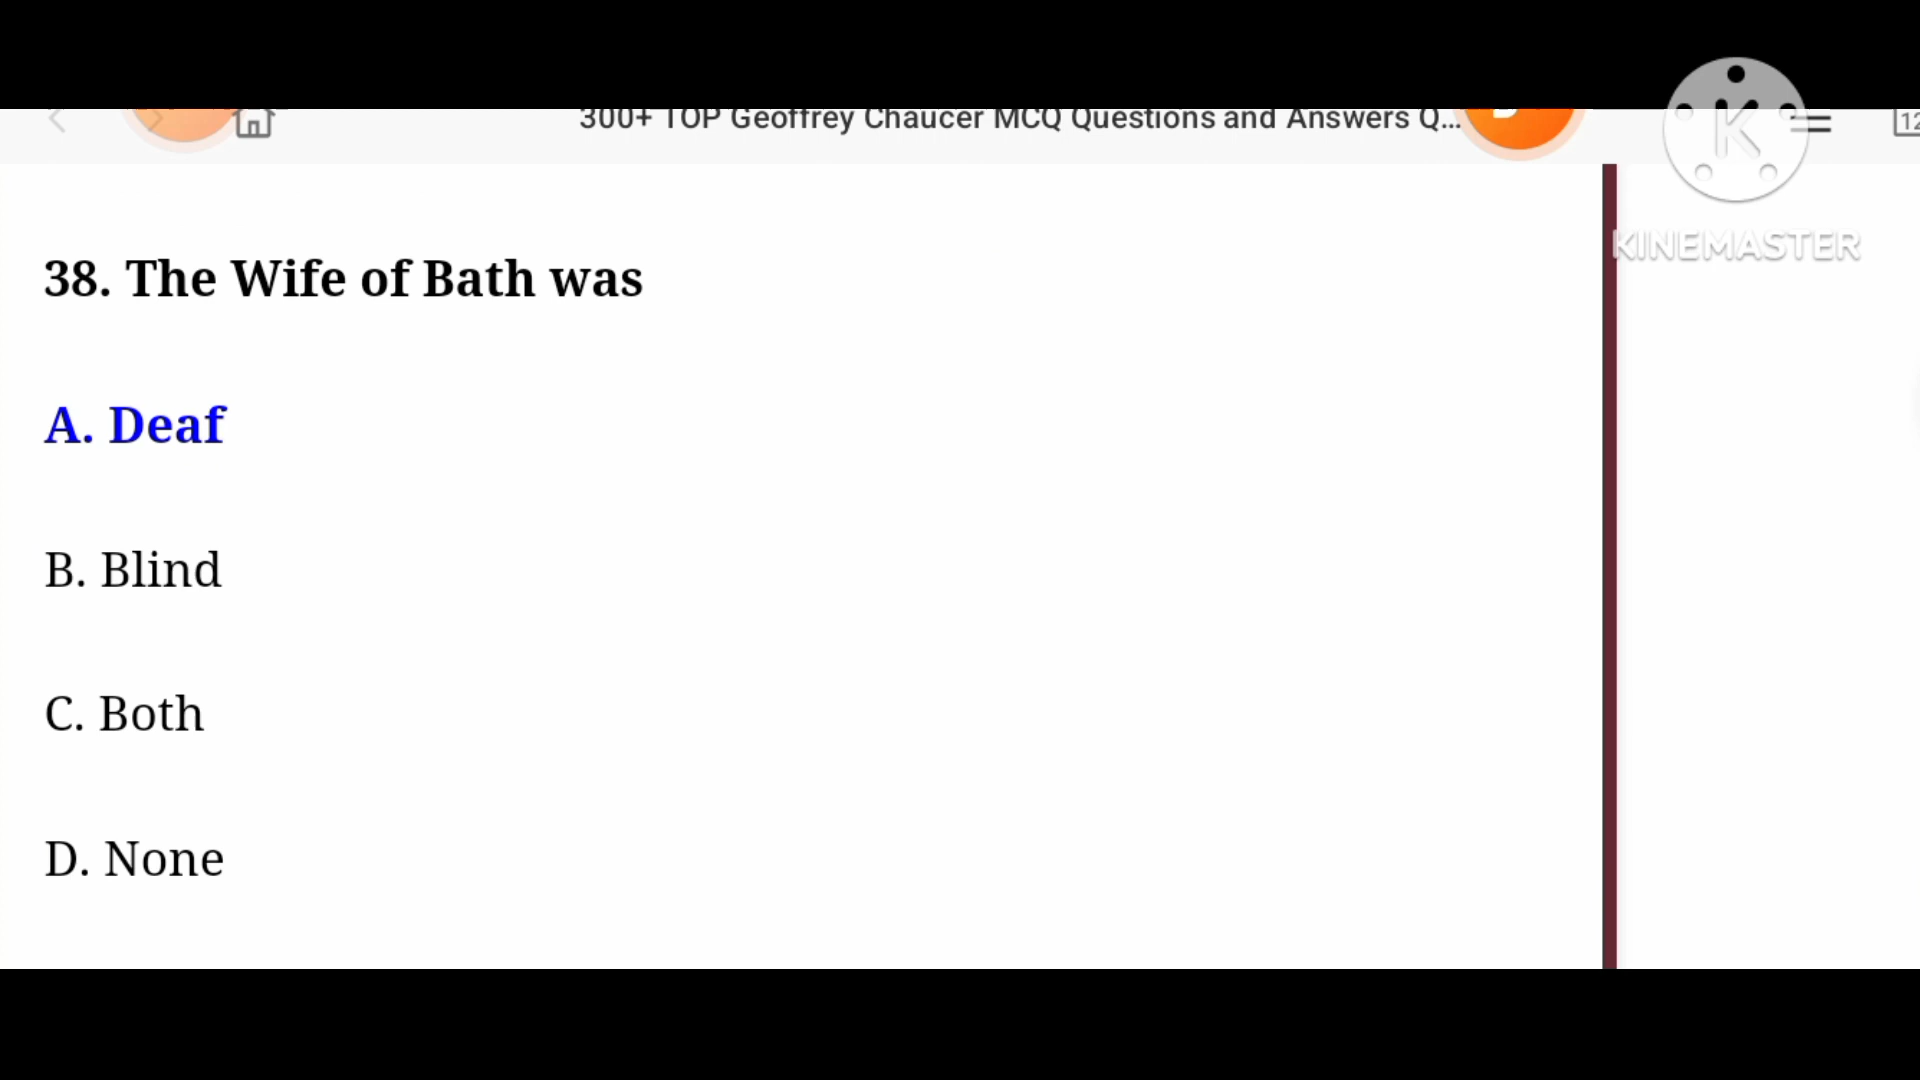 300+ TOP Geoffrey Chaucer MCQ Questions and Answers Q...
12
K
KINEMASTER
38. The Wife of Bath was
A. Deaf
B. Blind
C. Both
D. None